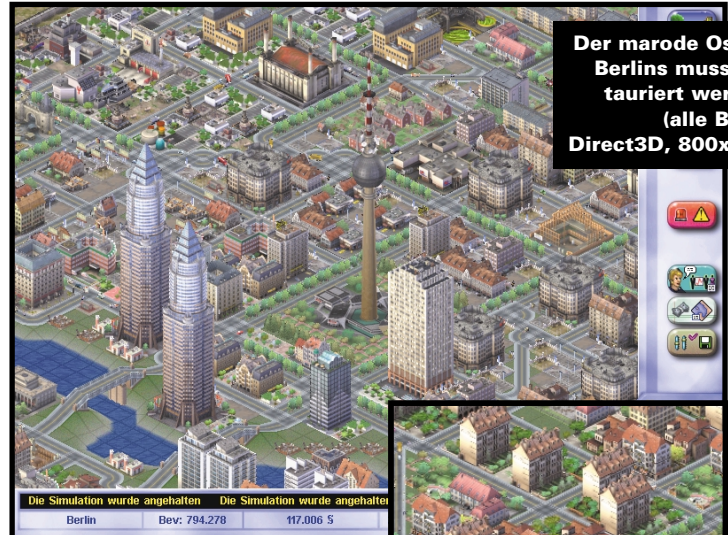 Der marode Os
Berlins muss
tauriert wer
(alle B
Direct3D, 800x
Die Simulation wurde angehalten Die Simulation wurde angehalten
Berlin Bev: 794.278 117.006 §